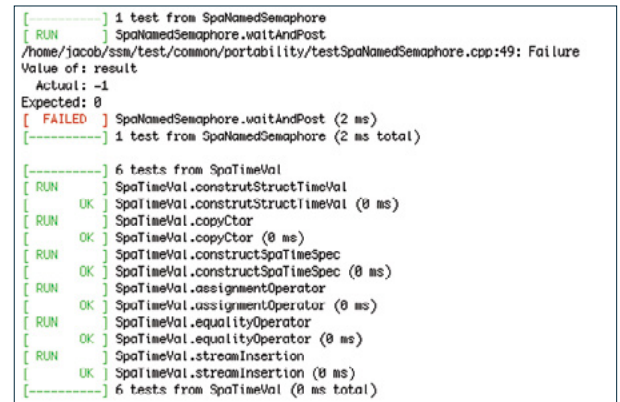 [----------] 1 test from SpaNamedSemaphore
[ RUN      ] SpaNamedSemaphore.waitAndPost
/home/jacob/ssm/test/common/portability/testSpaNamedSemaphore.cpp:49: Failure
Value of: result
  Actual: -1
Expected: 0
[  FAILED  ] SpaNamedSemaphore.waitAndPost (2 ms)
[----------] 1 test from SpaNamedSemaphore (2 ms total)

[----------] 6 tests from SpaTimeVal
[ RUN      ] SpaTimeVal.construtStructTimeVal
[       OK ] SpaTimeVal.construtStructTimeVal (0 ms)
[ RUN      ] SpaTimeVal.copyCtor
[       OK ] SpaTimeVal.copyCtor (0 ms)
[ RUN      ] SpaTimeVal.constructSpaTimeSpec
[       OK ] SpaTimeVal.constructSpaTimeSpec (0 ms)
[ RUN      ] SpaTimeVal.assignmentOperator
[       OK ] SpaTimeVal.assignmentOperator (0 ms)
[ RUN      ] SpaTimeVal.equalityOperator
[       OK ] SpaTimeVal.equalityOperator (0 ms)
[ RUN      ] SpaTimeVal.streamInsertion
[       OK ] SpaTimeVal.streamInsertion (0 ms)
[----------] 6 tests from SpaTimeVal (0 ms total)